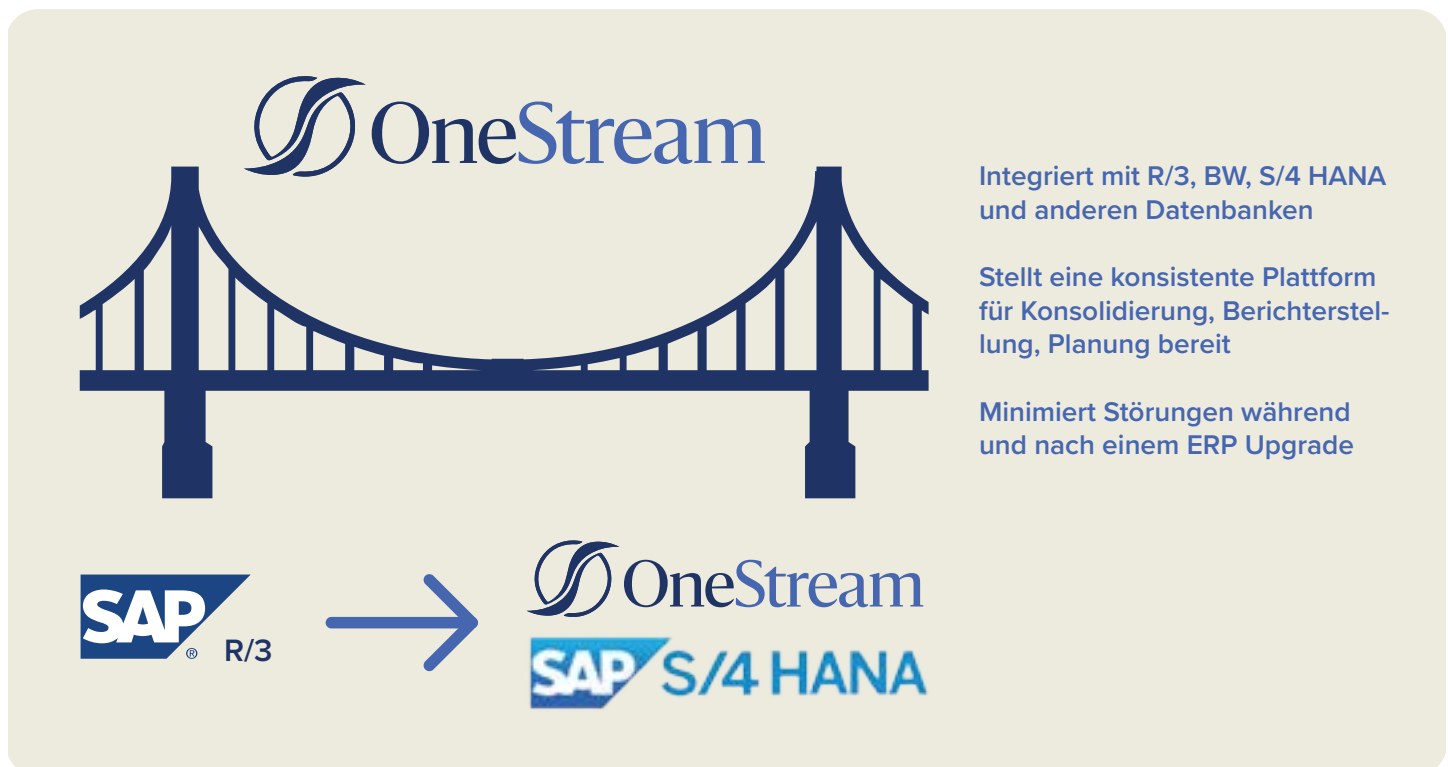 OneStream
Integriert mit R/3, BW, S/4 HANA
und anderen Datenbanken
Stellt eine konsistente Plattform
für Konsolidierung, Berichterstel-
lung, Planung bereit
Minimiert Störungen während
und nach einem ERP Upgrade
SAP ® R/3
OneStream
SAP S/4 HANA